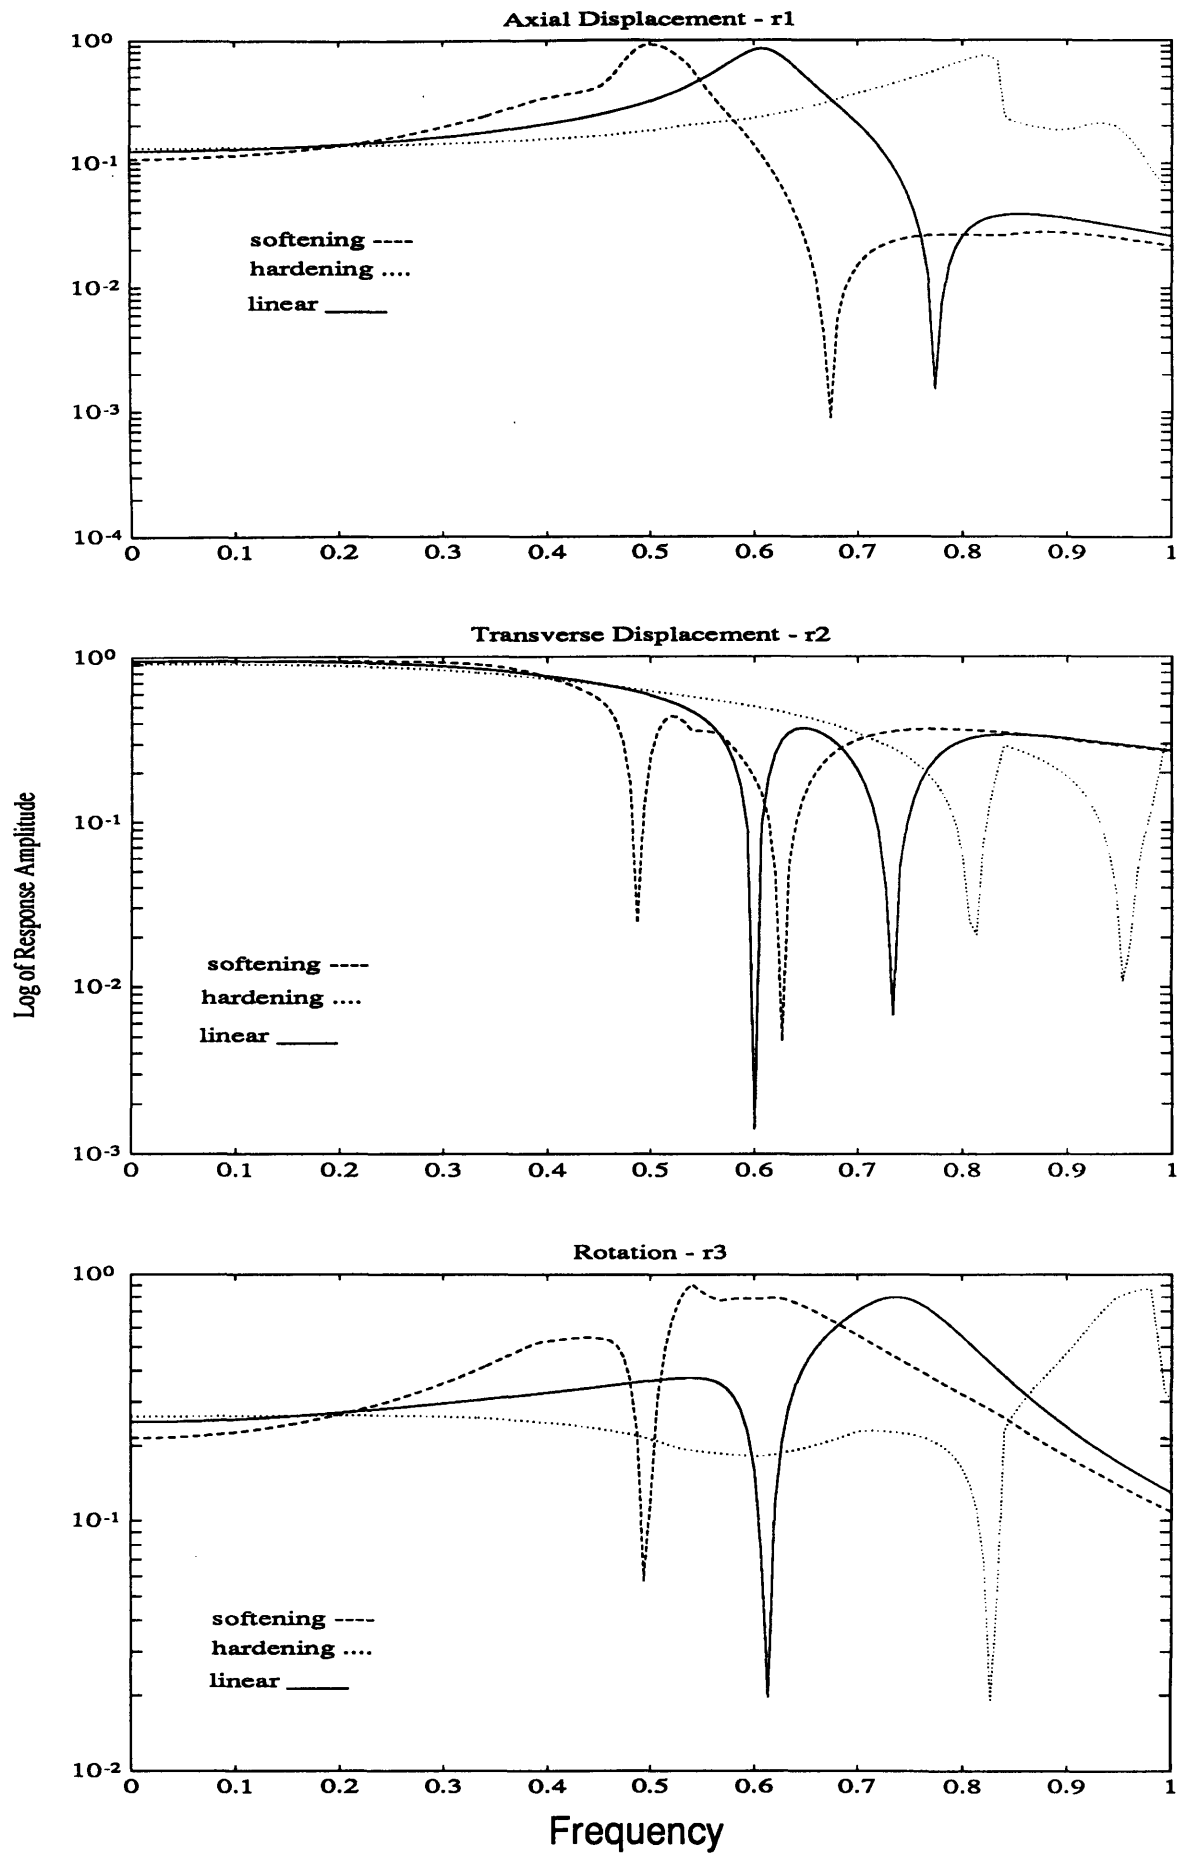 Axial Displacement - r1
10⁰
10⁻¹
10⁻²
10⁻³
10⁻⁴
softening ----
hardening ....
linear ____
0 0.1 0.2 0.3 0.4 0.5 0.6 0.7 0.8 0.9 1
Transverse Displacement - r2
10⁰
10⁻¹
10⁻²
10⁻³
Log of Response Amplitude
softening ----
hardening ....
linear ____
0 0.1 0.2 0.3 0.4 0.5 0.6 0.7 0.8 0.9 1
Rotation - r3
10⁰
10⁻¹
10⁻²
softening ----
hardening ....
linear ____
0 0.1 0.2 0.3 0.4 0.5 0.6 0.7 0.8 0.9 1
Frequency